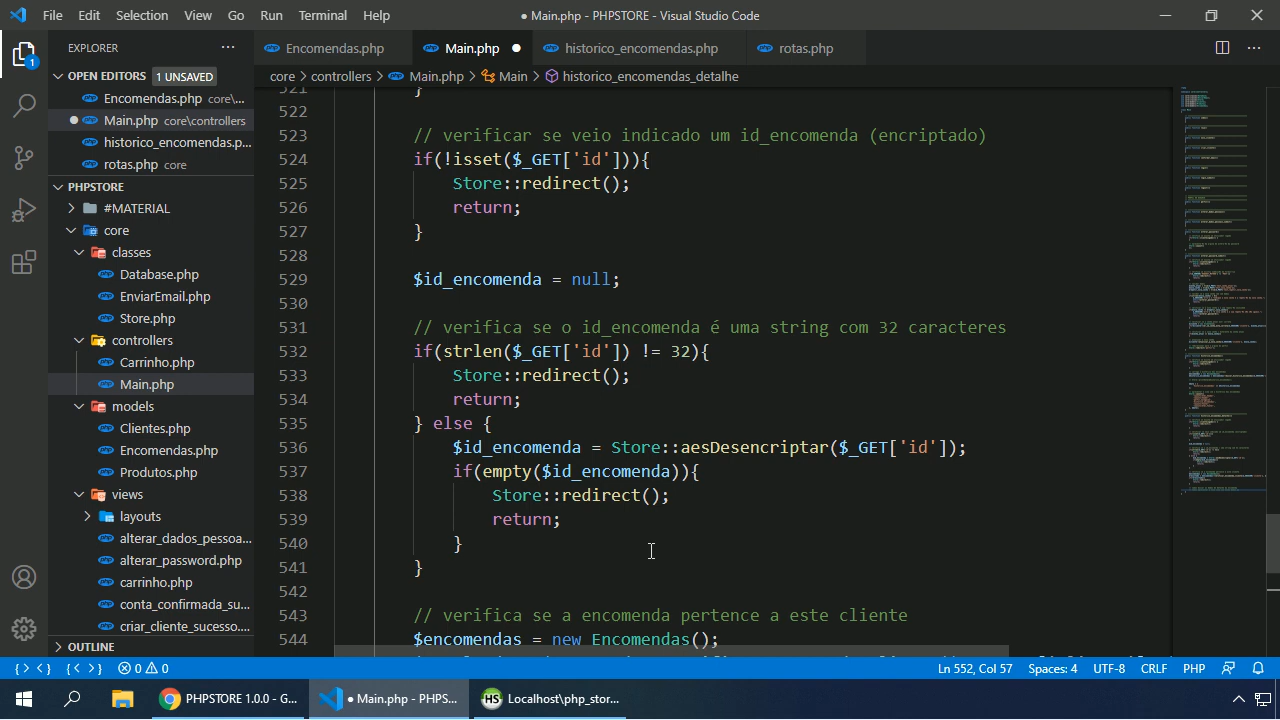 File Edit Selection View Go Run Terminal Help
● Main.php - PHPSTORE - Visual Studio Code
EXPLORER
Encomendas.php
Main.php
historico_encomendas.php
rotas.php
OPEN EDITORS 1 UNSAVED
core > controllers > Main.php > Main > historico_encomendas_detalhe
Encomendas.php core\...
Main.php core\controllers
historico_encomendas.p...
rotas.php core
PHPSTORE
#MATERIAL
core
classes
Database.php
EnviarEmail.php
Store.php
controllers
Carrinho.php
Main.php
models
Clientes.php
Encomendas.php
Produtos.php
views
layouts
alterar_dados_pessoa...
alterar_password.php
carrinho.php
conta_confirmada_su...
criar_cliente_sucesso....
OUTLINE
1
521 }
522
523 // verificar se veio indicado um id_encomenda (encriptado)
524 if(!isset($_GET['id'])){
525 Store::redirect();
526 return;
527 }
528
529 $id_encomenda = null;
530
531 // verifica se o id_encomenda é uma string com 32 caracteres
532 if(strlen($_GET['id']) != 32){
533 Store::redirect();
534 return;
535 } else {
536 $id_encomenda = Store::aesDesencriptar($_GET['id']);
537 if(empty($id_encomenda)){
538 Store::redirect();
539 return;
540 }
541 }
542
543 // verifica se a encomenda pertence a este cliente
544 $encomendas = new Encomendas();
0 0
Ln 552, Col 57 Spaces: 4 UTF-8 CRLF PHP
PHPSTORE 1.0.0 - G...
● Main.php - PHPS...
HS Localhost\php_stor...